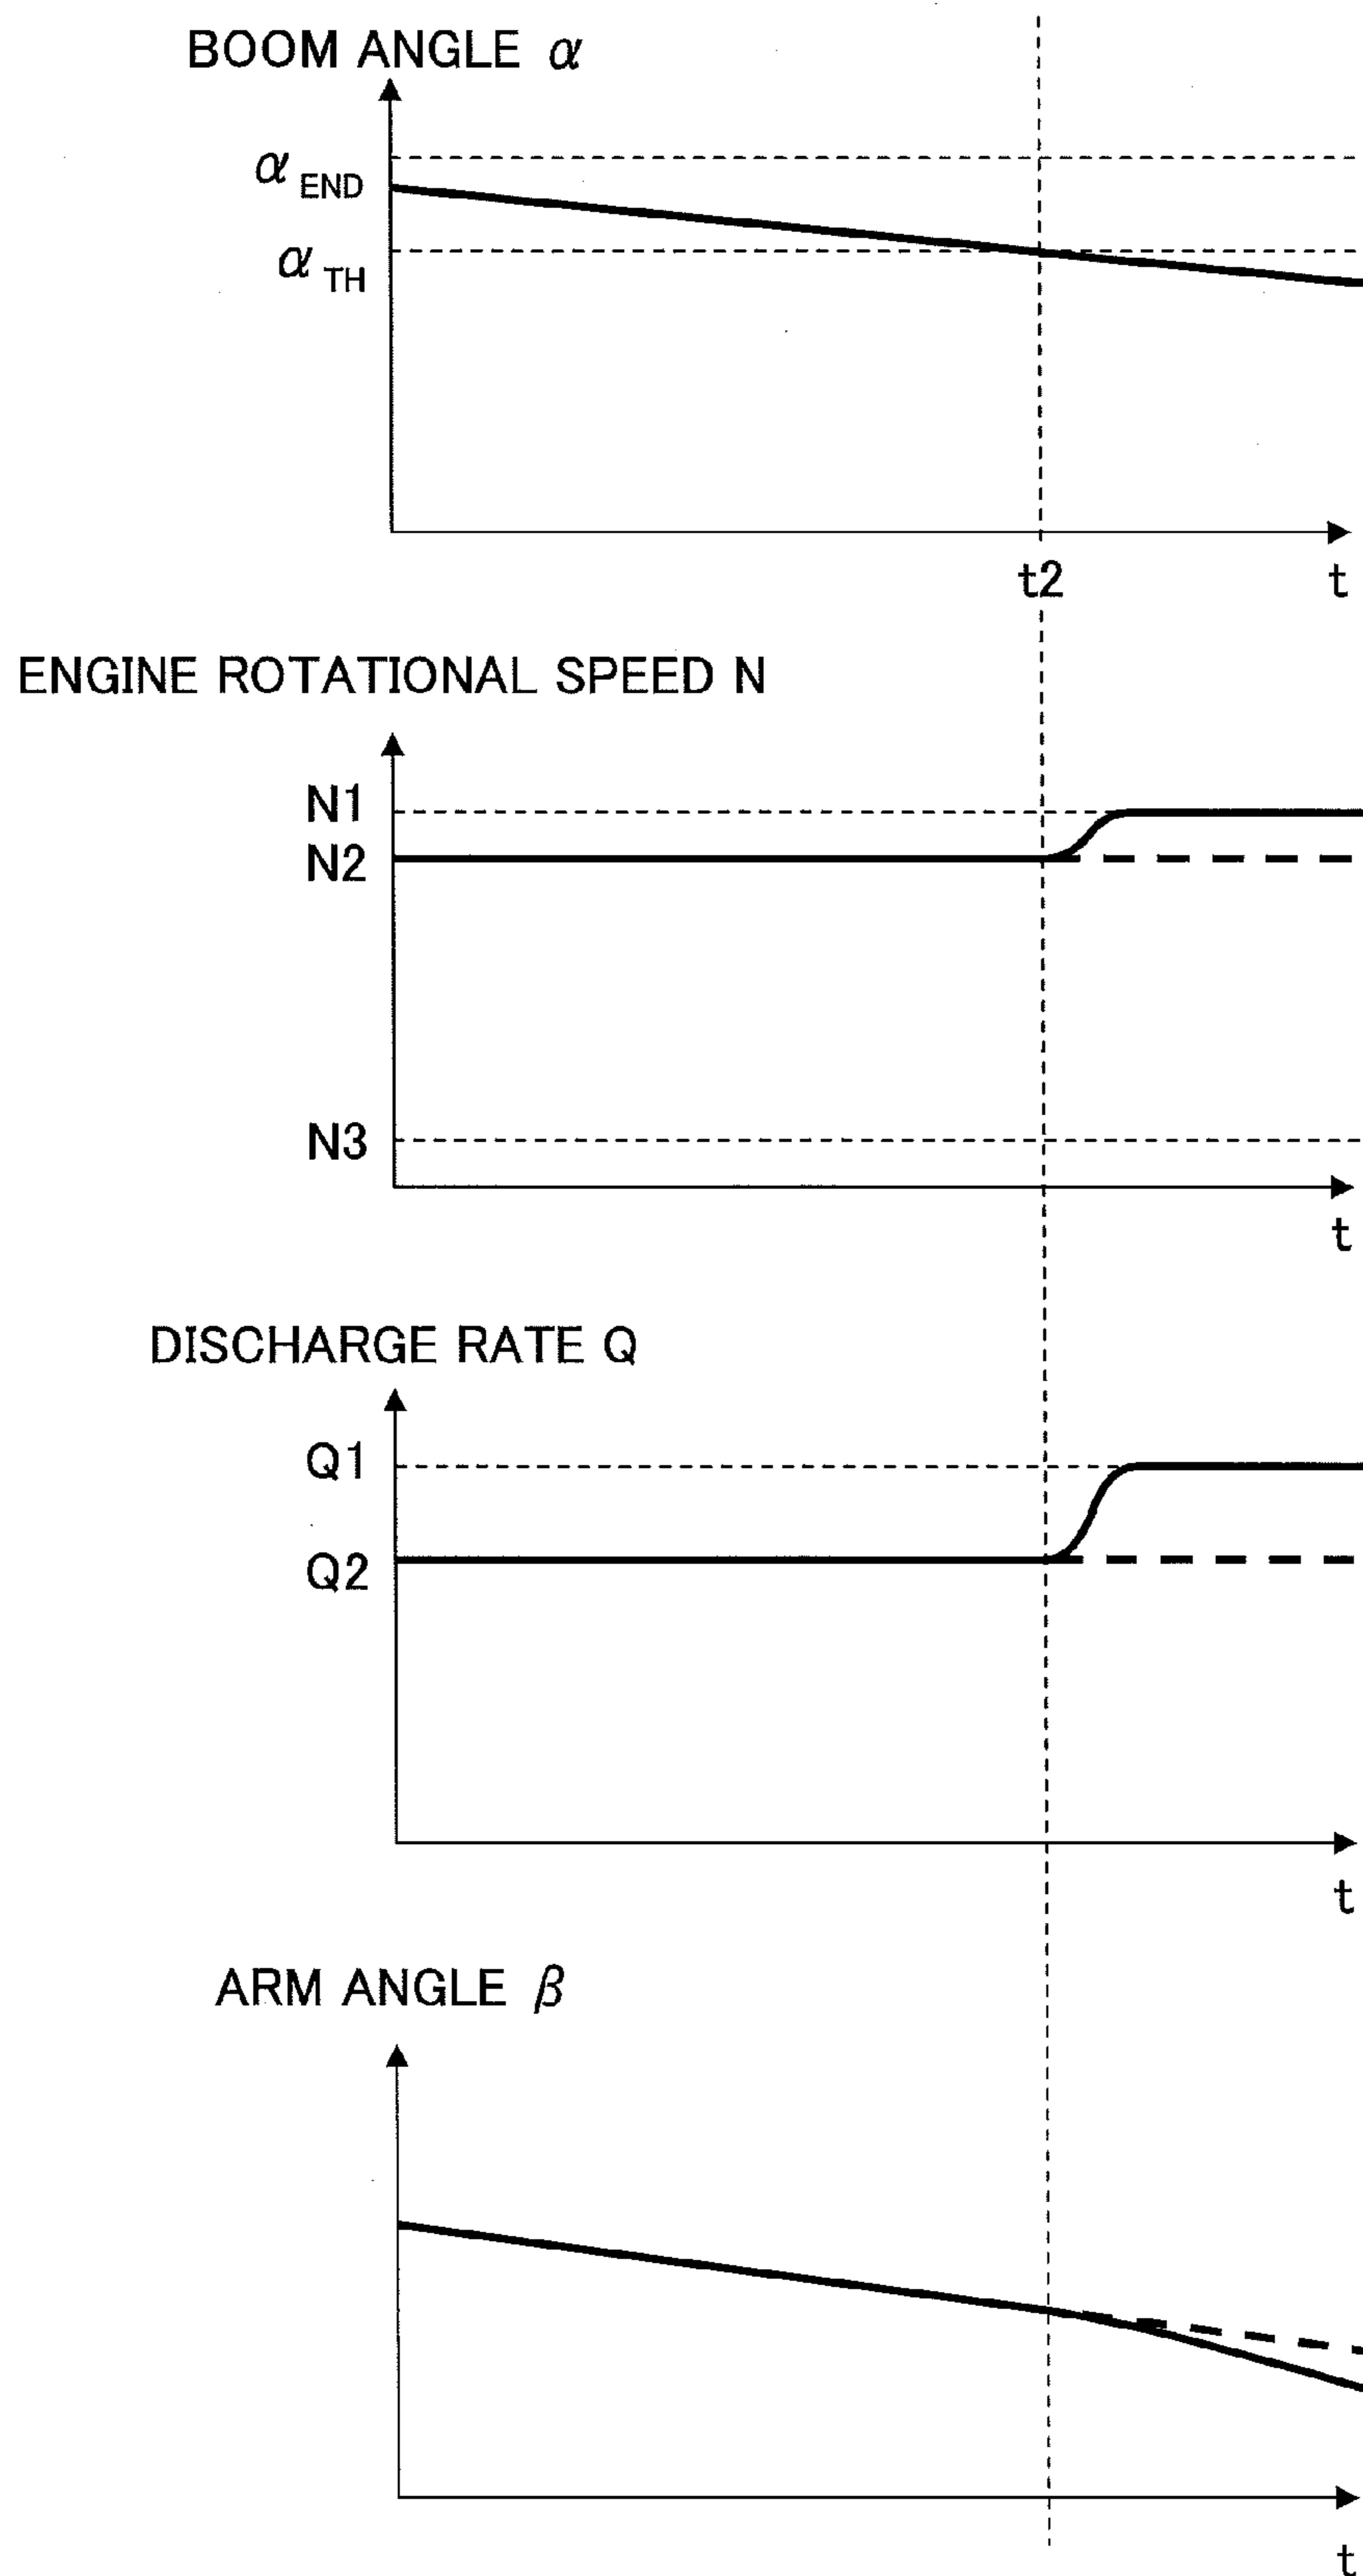 BOOM ANGLE α
α END
α TH
t2
t
ENGINE ROTATIONAL SPEED N
N1
N2
N3
t
DISCHARGE RATE Q
Q1
Q2
t
ARM ANGLE β
t